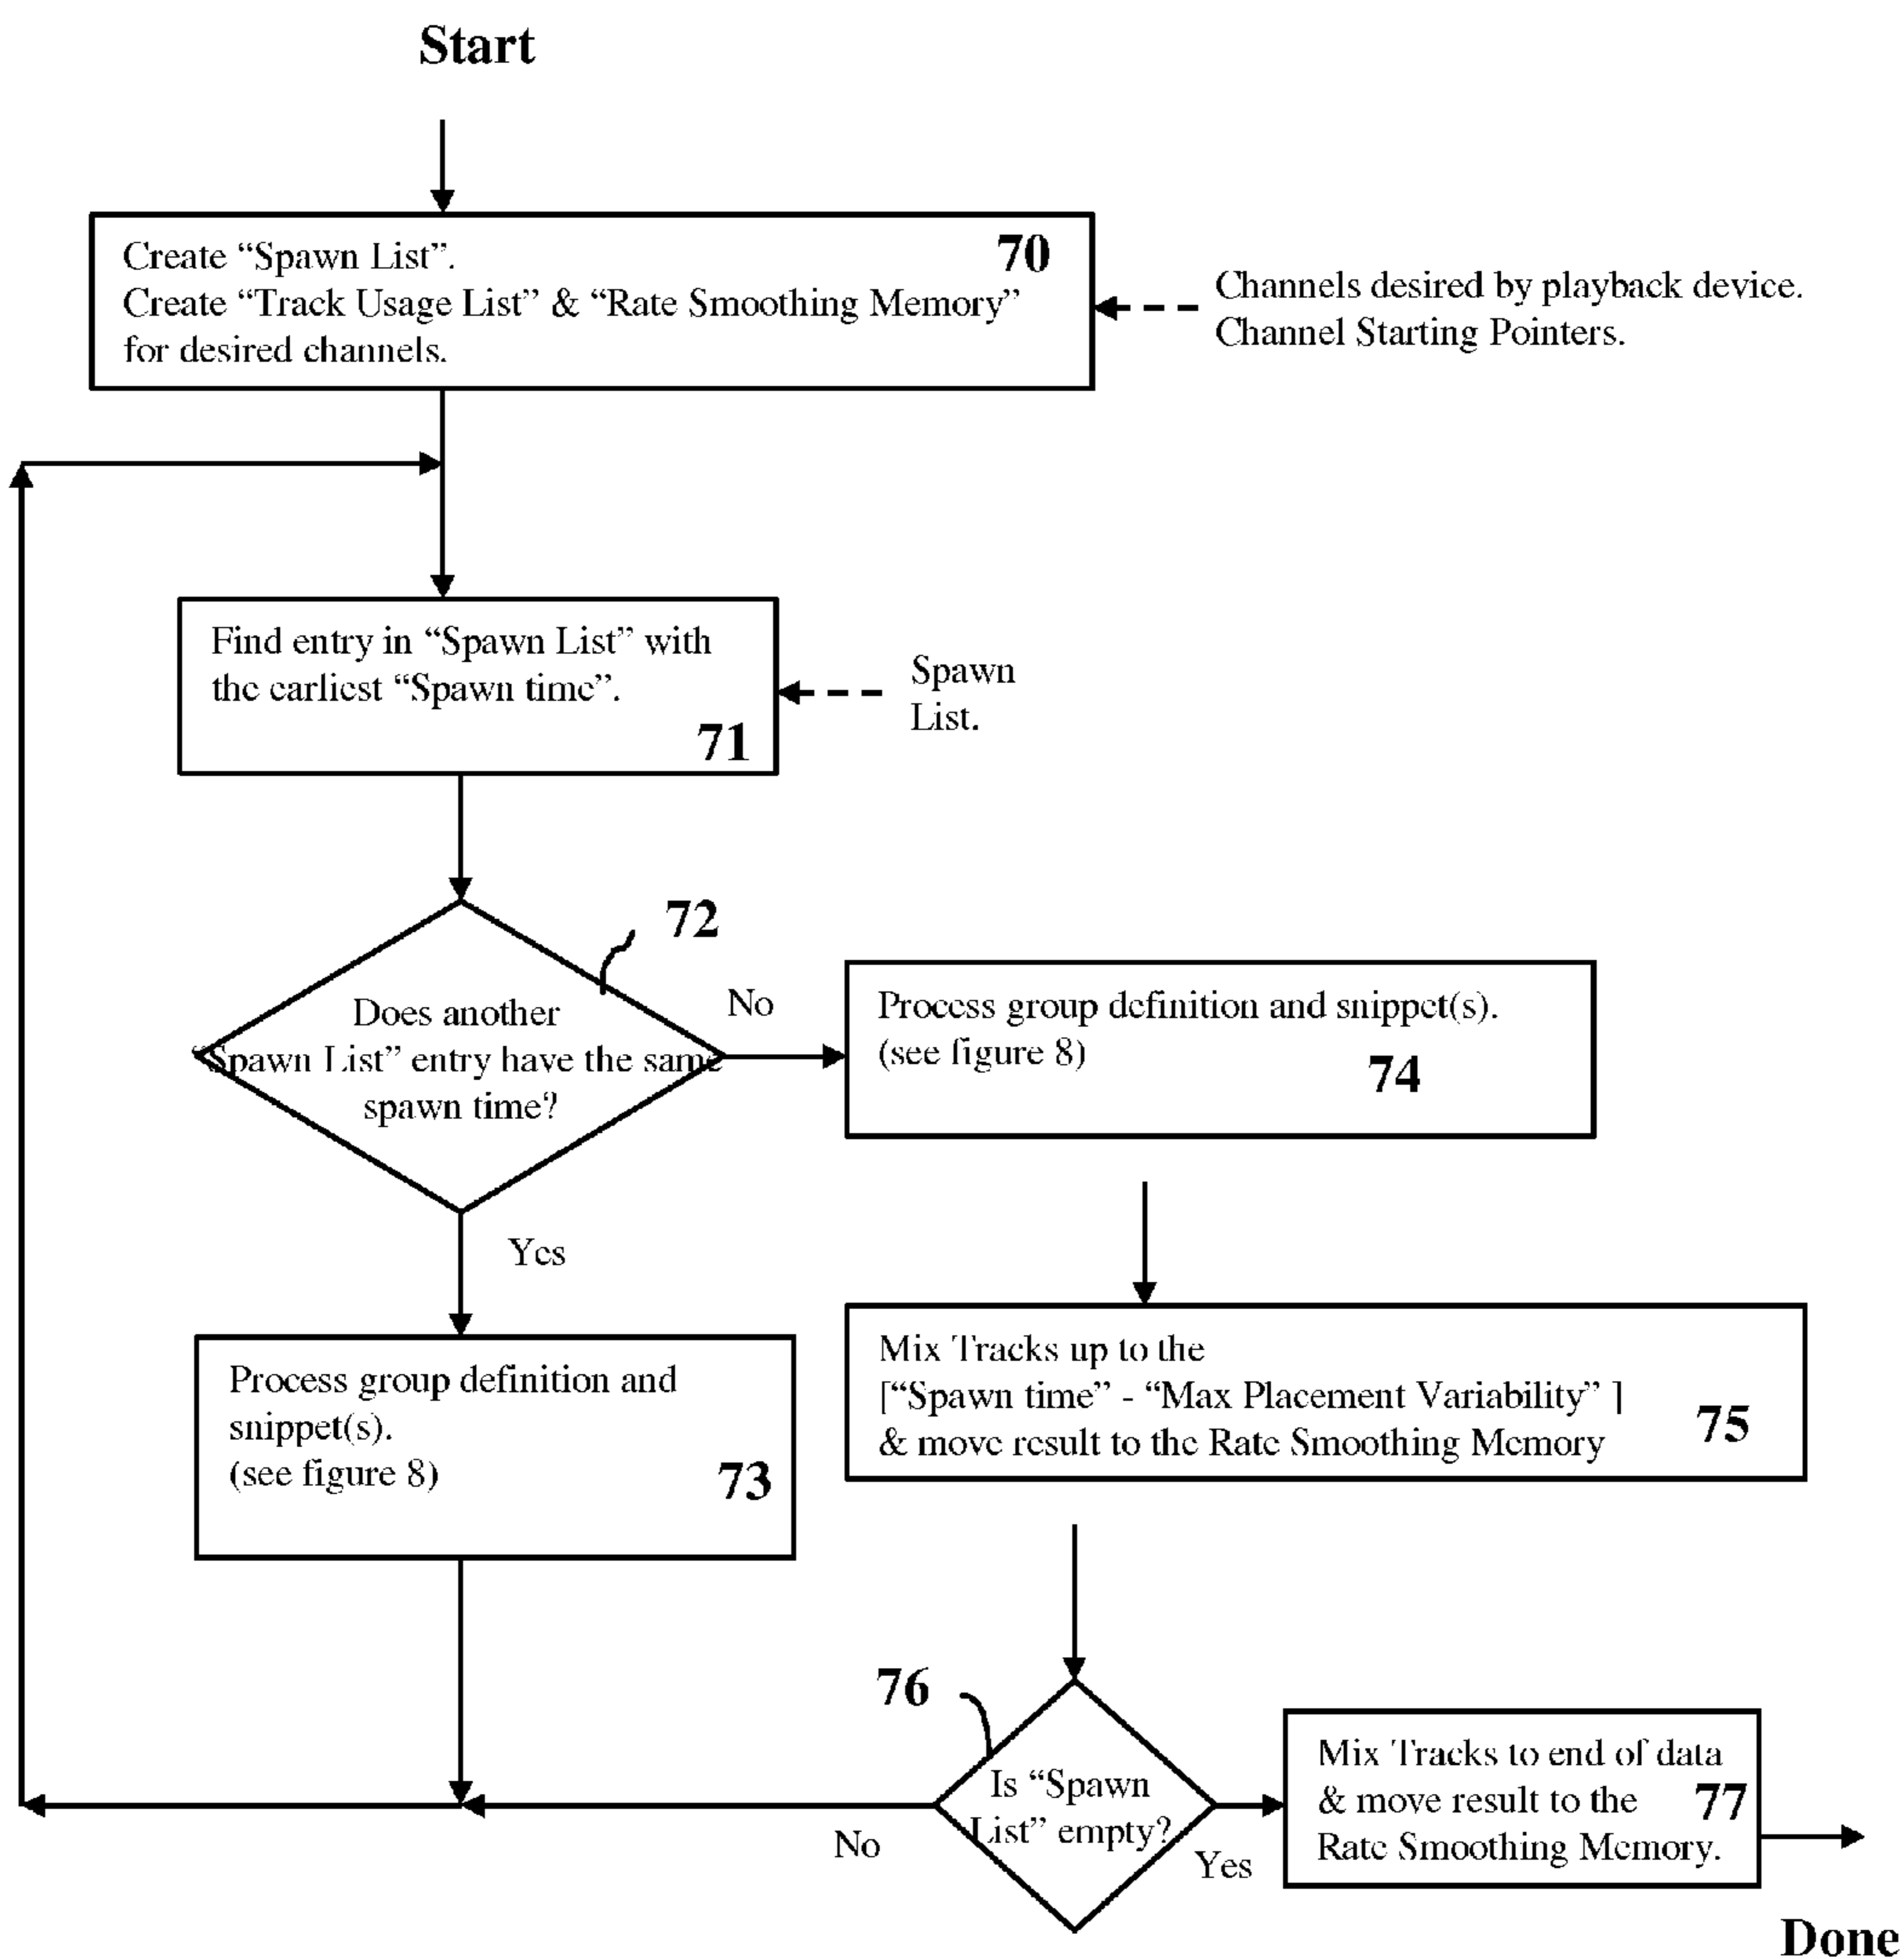 Start
Create “Spawn List”.
70
Create “Track Usage List” & “Rate Smoothing Memory”
for desired channels.
Channels desired by playback device.
Channel Starting Pointers.
Find entry in “Spawn List” with
the earliest “Spawn time”.
71
Spawn
List.
72
Does another
“Spawn List” entry have the same
spawn time?
No
Yes
Process group definition and snippet(s).
(see figure 8)
74
Process group definition and
snippet(s).
(see figure 8)
73
Mix Tracks up to the
[“Spawn time” - “Max Placement Variability” ]
& move result to the Rate Smoothing Memory
75
76
Is “Spawn
List” empty?
No
Yes
Mix Tracks to end of data
& move result to the
Rate Smoothing Memory.
77
Done